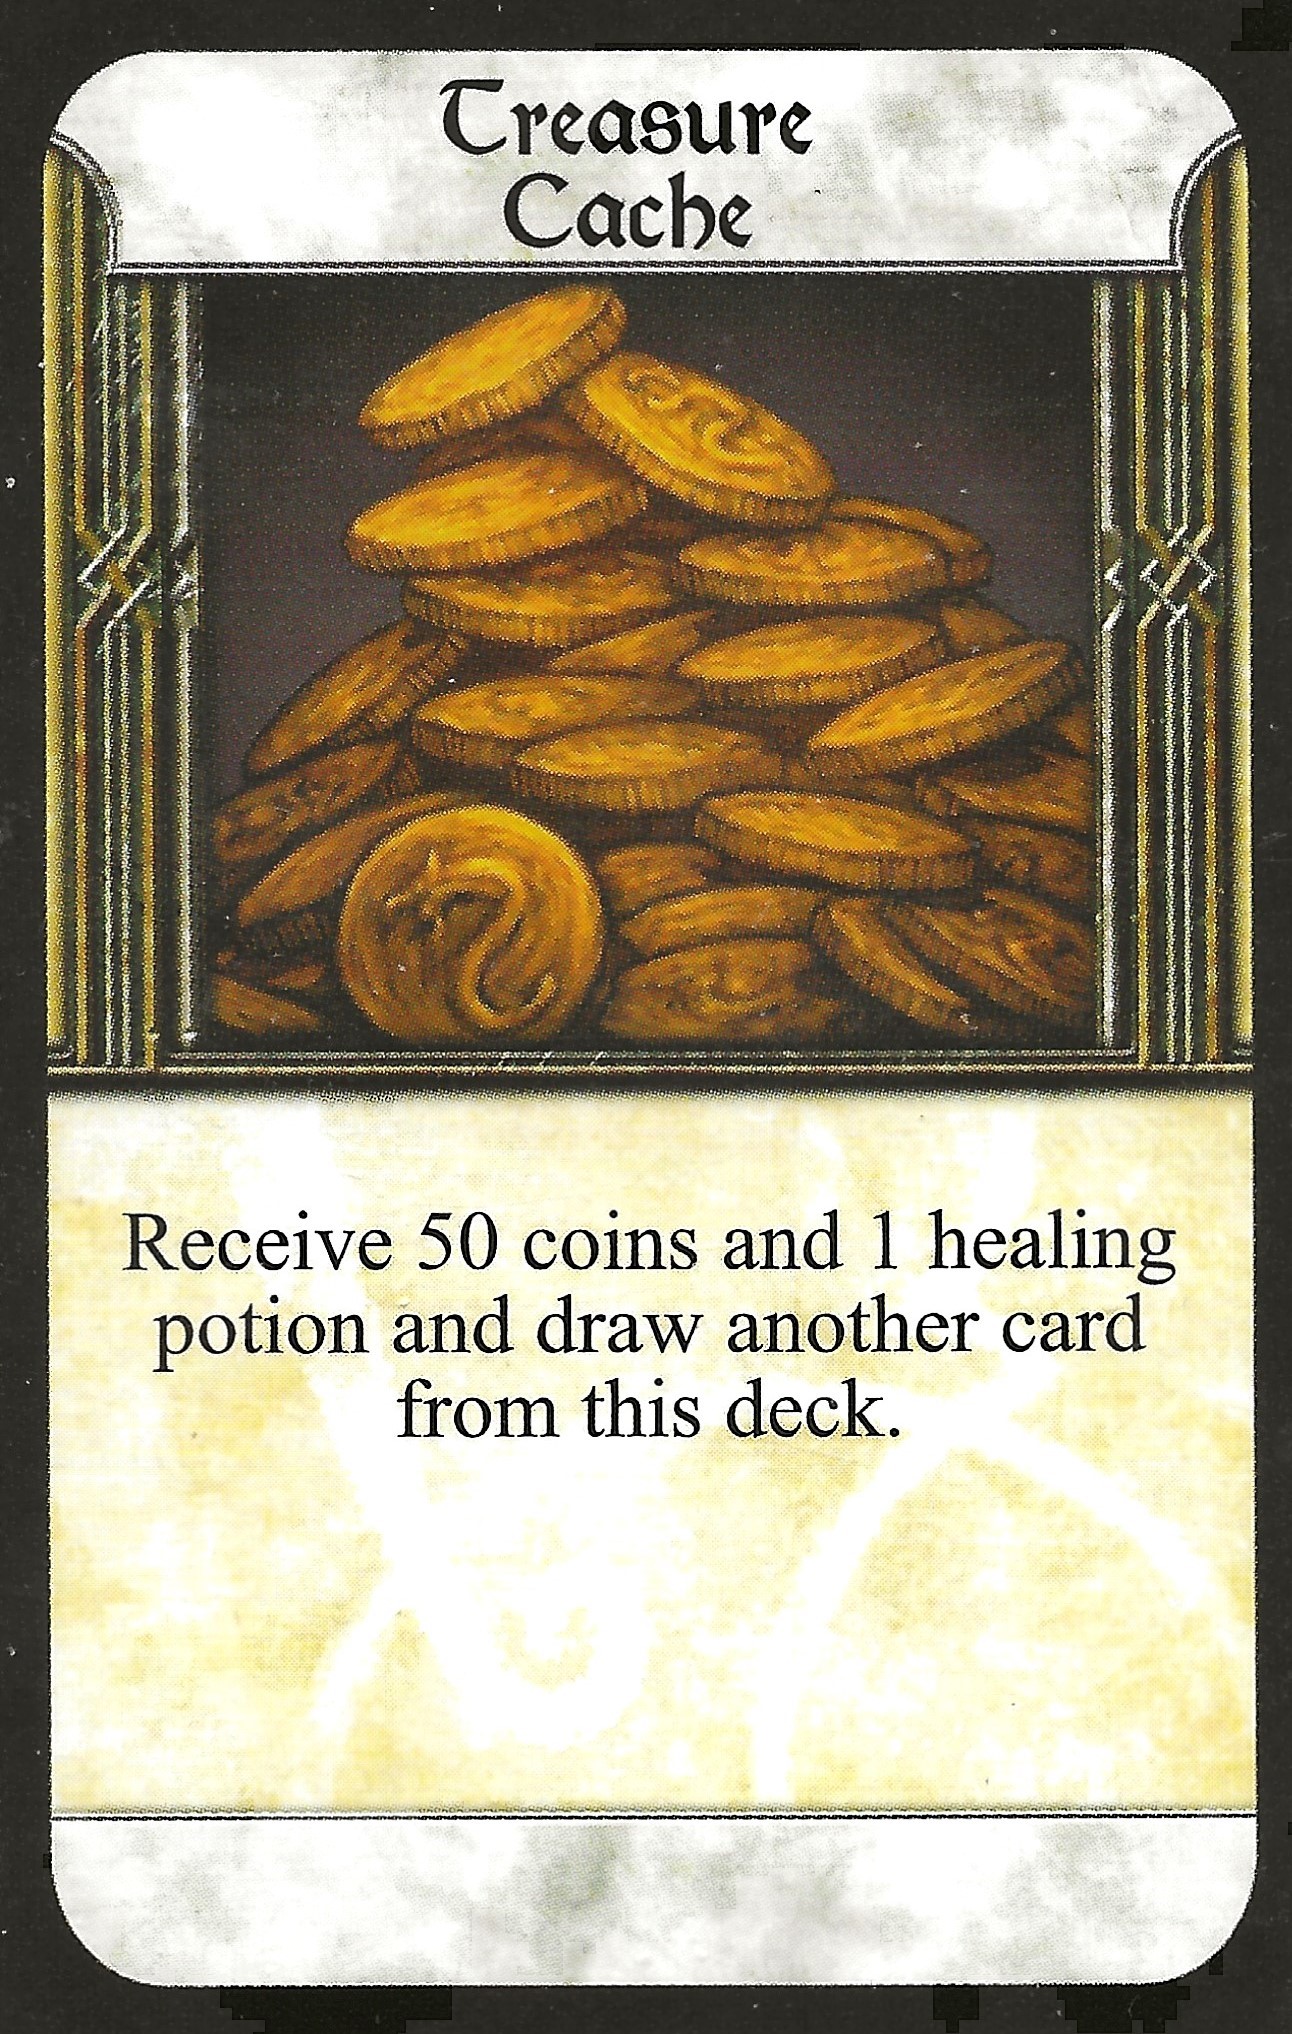 Treasure
Cache
Receive 50 coins and 1 healing
potion and draw another card
from this deck.